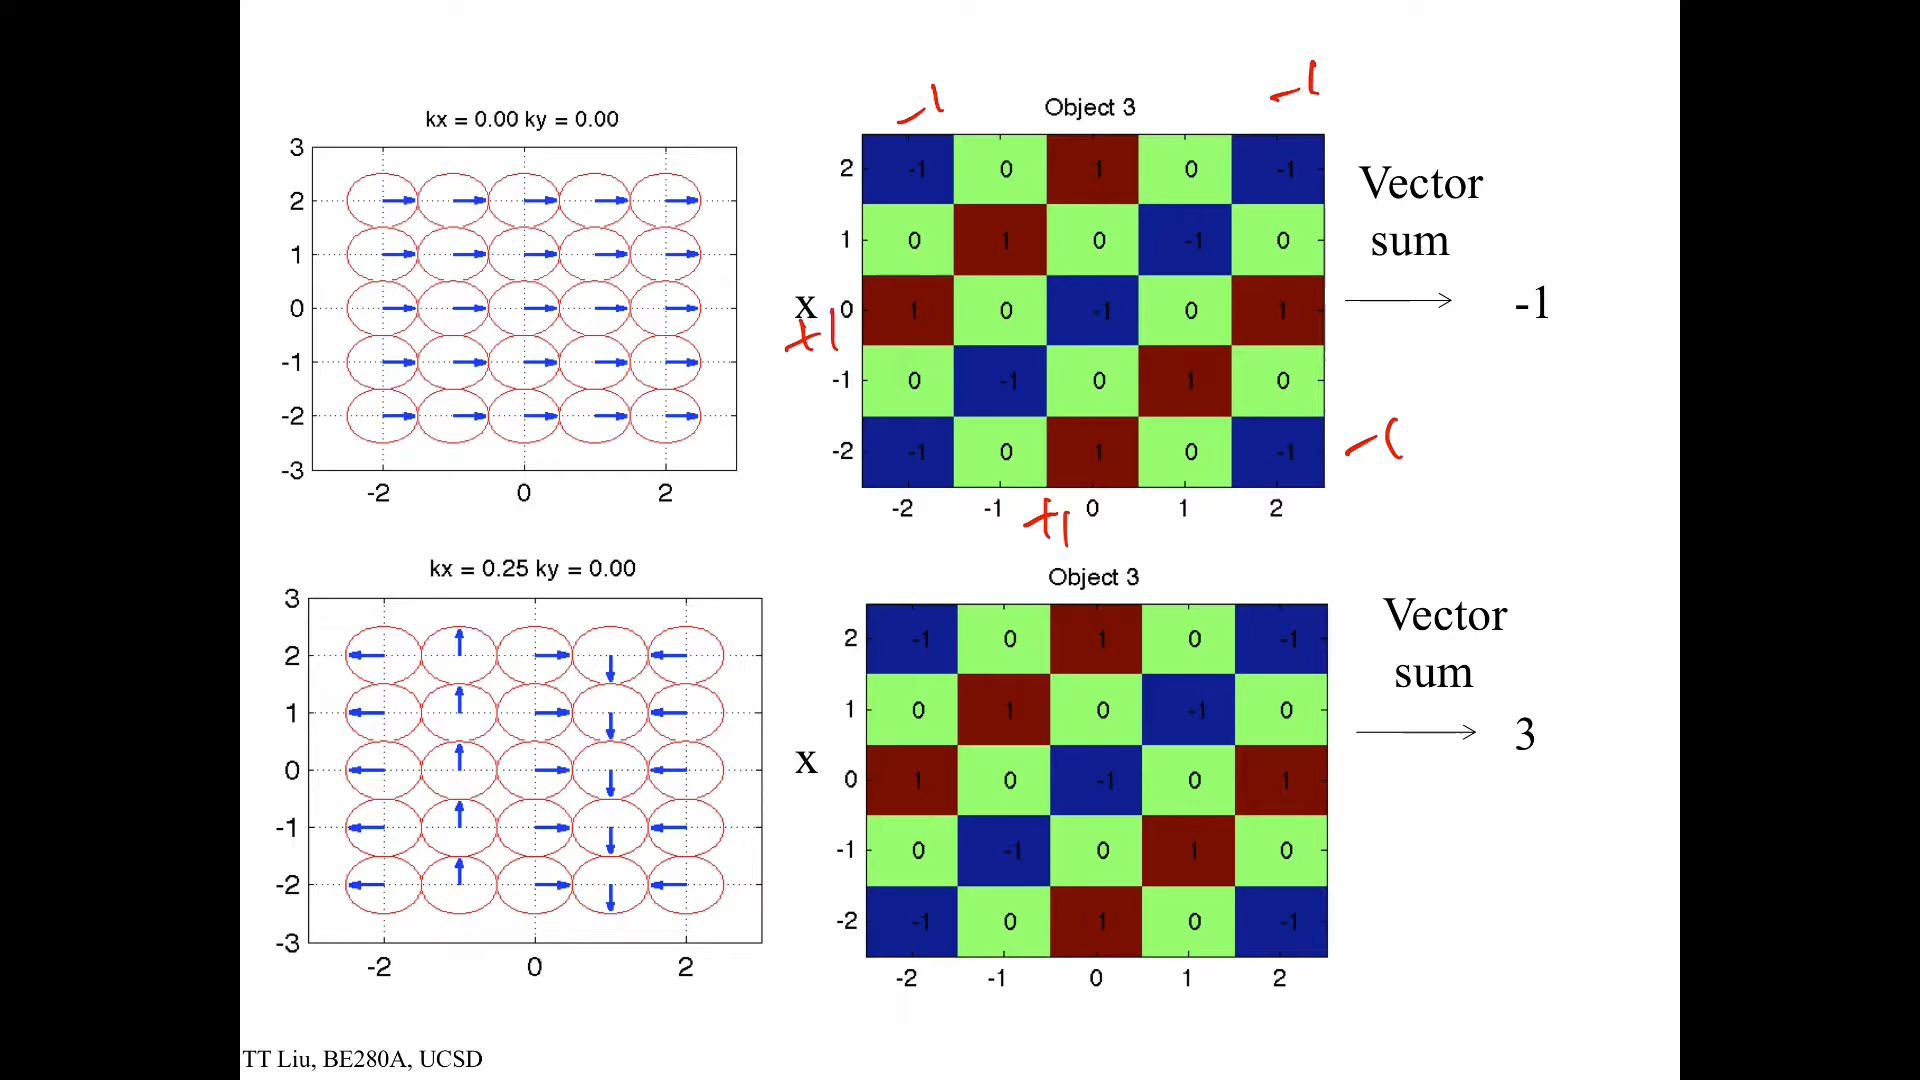 -1 -1
kx = 0.00 ky = 0.00
3
2
1
0
-1
-2
-3
-2 0 2
x
+1
Object 3
2 -1 0 1 0 -1
1 0 1 0 -1 0
0 1 0 -1 0 1
-1 0 -1 0 1 0
-2 -1 0 1 0 -1
-2 -1 0 1 2
+1
-1
Vector
sum
-1
kx = 0.25 ky = 0.00
3
2
1
0
-1
-2
-3
-2 0 2
x
Object 3
2 -1 0 1 0 -1
1 0 1 0 -1 0
0 1 0 -1 0 1
-1 0 -1 0 1 0
-2 -1 0 1 0 -1
-2 -1 0 1 2
Vector
sum
3
TT Liu, BE280A, UCSD